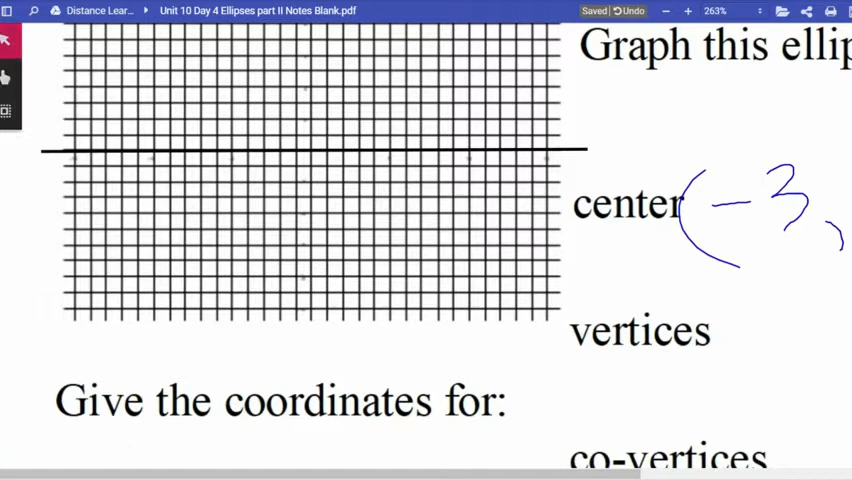 Distance Lear... Unit 10 Day 4 Ellipses part II Notes Blank.pdf Saved Undo 263%
Graph this ellip
center (-3,
vertices
Give the coordinates for:
co-vertices